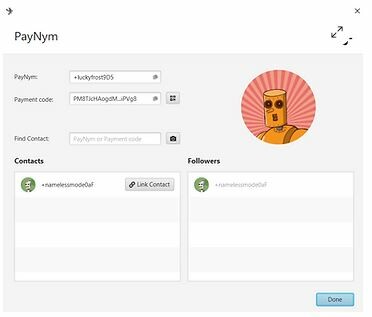 PayNym
PayNym:
+luckyfrost9D5
Payment code:
PM8TJcHAogdM...iPVg8
Find Contact:
PayNym or Payment code
Contacts
Followers
+namelessmode0aF
Link Contact
+namelessmode0aF
Done